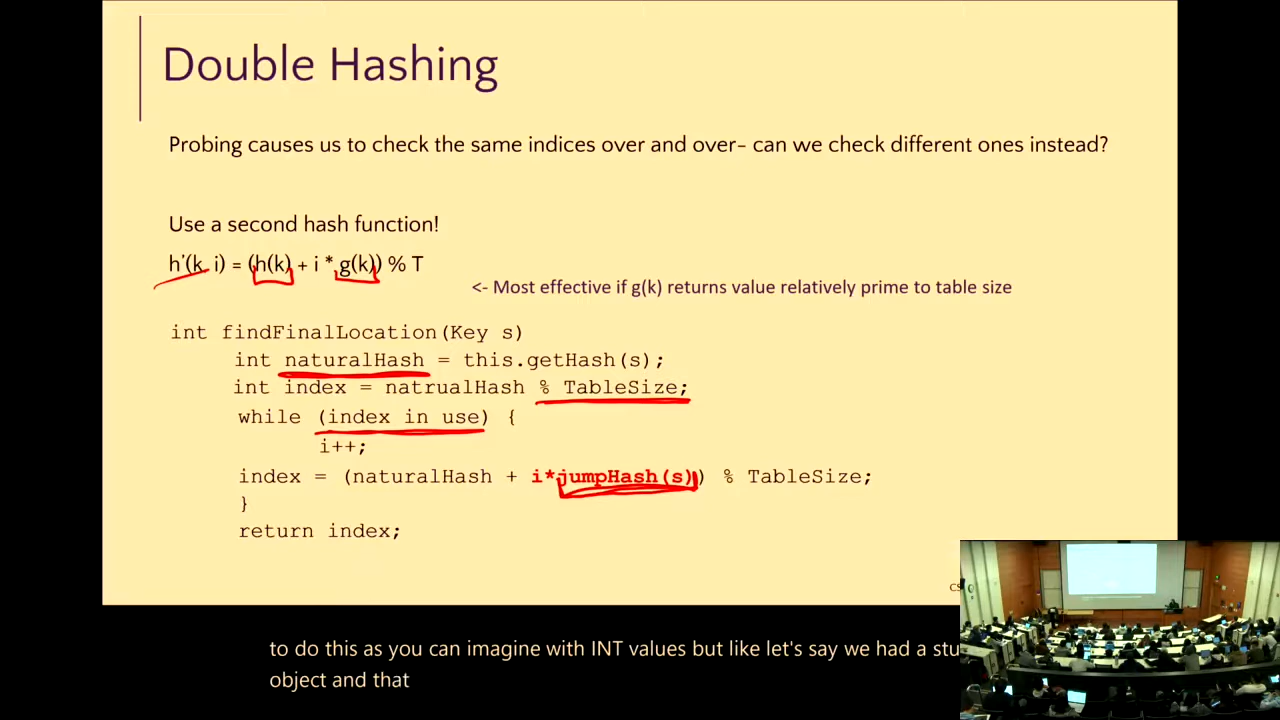 Double Hashing
Probing causes us to check the same indices over and over- can we check different ones instead?
Use a second hash function!
h'(k, i) = (h(k) + i * g(k)) % T
<- Most effective if g(k) returns value relatively prime to table size
int findFinalLocation(Key s)
int naturalHash = this.getHash(s);
int index = natrualHash % TableSize;
while (index in use) {
i++;
index = (naturalHash + i*jumpHash(s)) % TableSize;
}
return index;
to do this as you can imagine with INT values but like let's say we had a
object and that